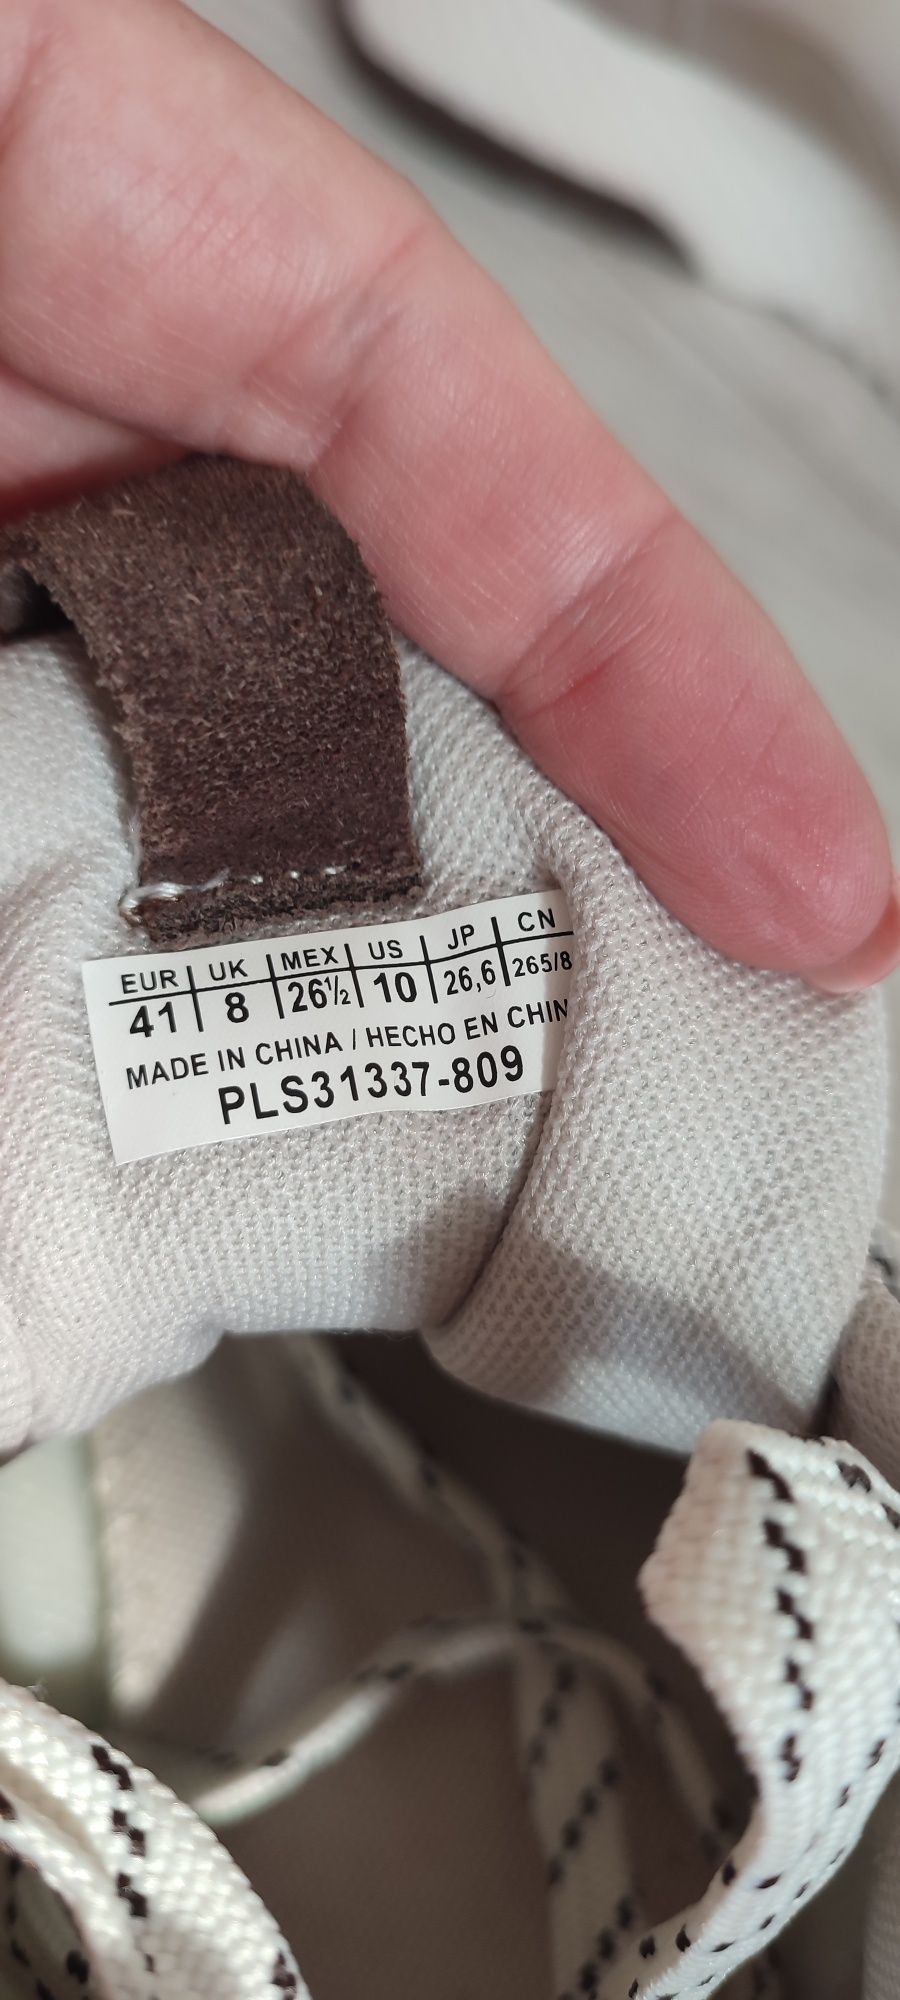 EUR UK MEX US JP CN
41 8 26½ 10 26,6 265/8
MADE IN CHINA / HECHO EN CHIN
PLS31337-809